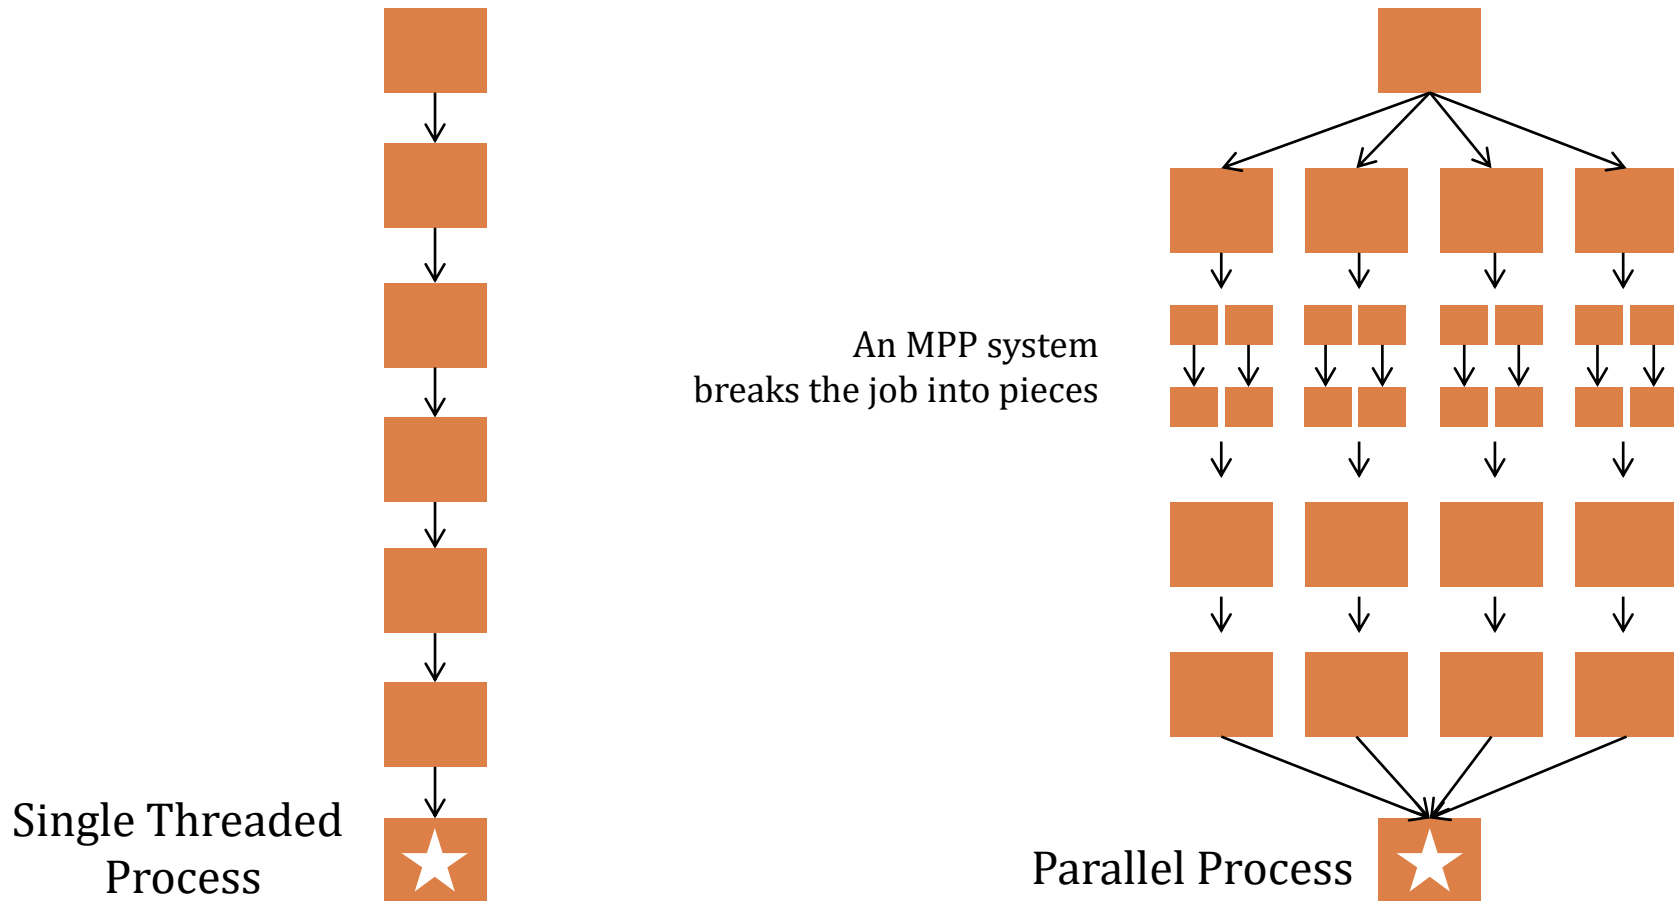 An MPP system
breaks the job into pieces
Single Threaded
Process
Parallel Process